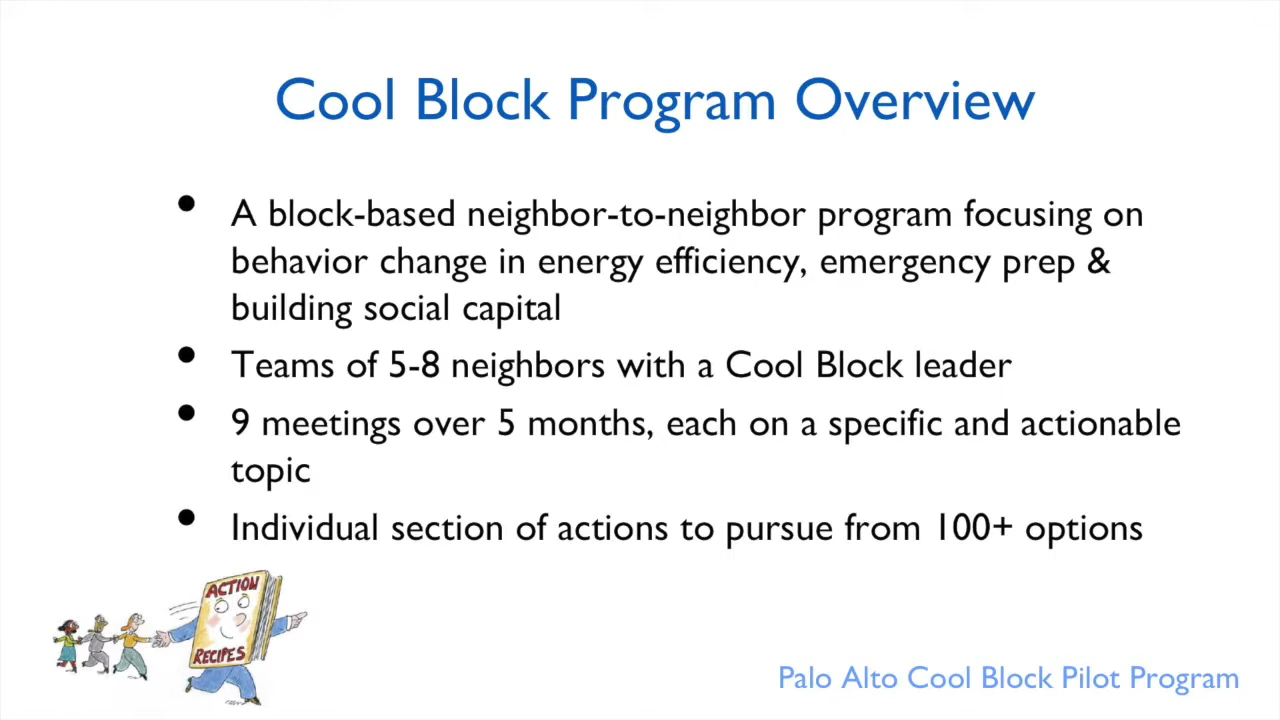 Cool Block Program Overview
• A block-based neighbor-to-neighbor program focusing on
behavior change in energy efficiency, emergency prep &
building social capital
• Teams of 5-8 neighbors with a Cool Block leader
• 9 meetings over 5 months, each on a specific and actionable
topic
• Individual section of actions to pursue from 100+ options
ACTION
RECIPES
Palo Alto Cool Block Pilot Program